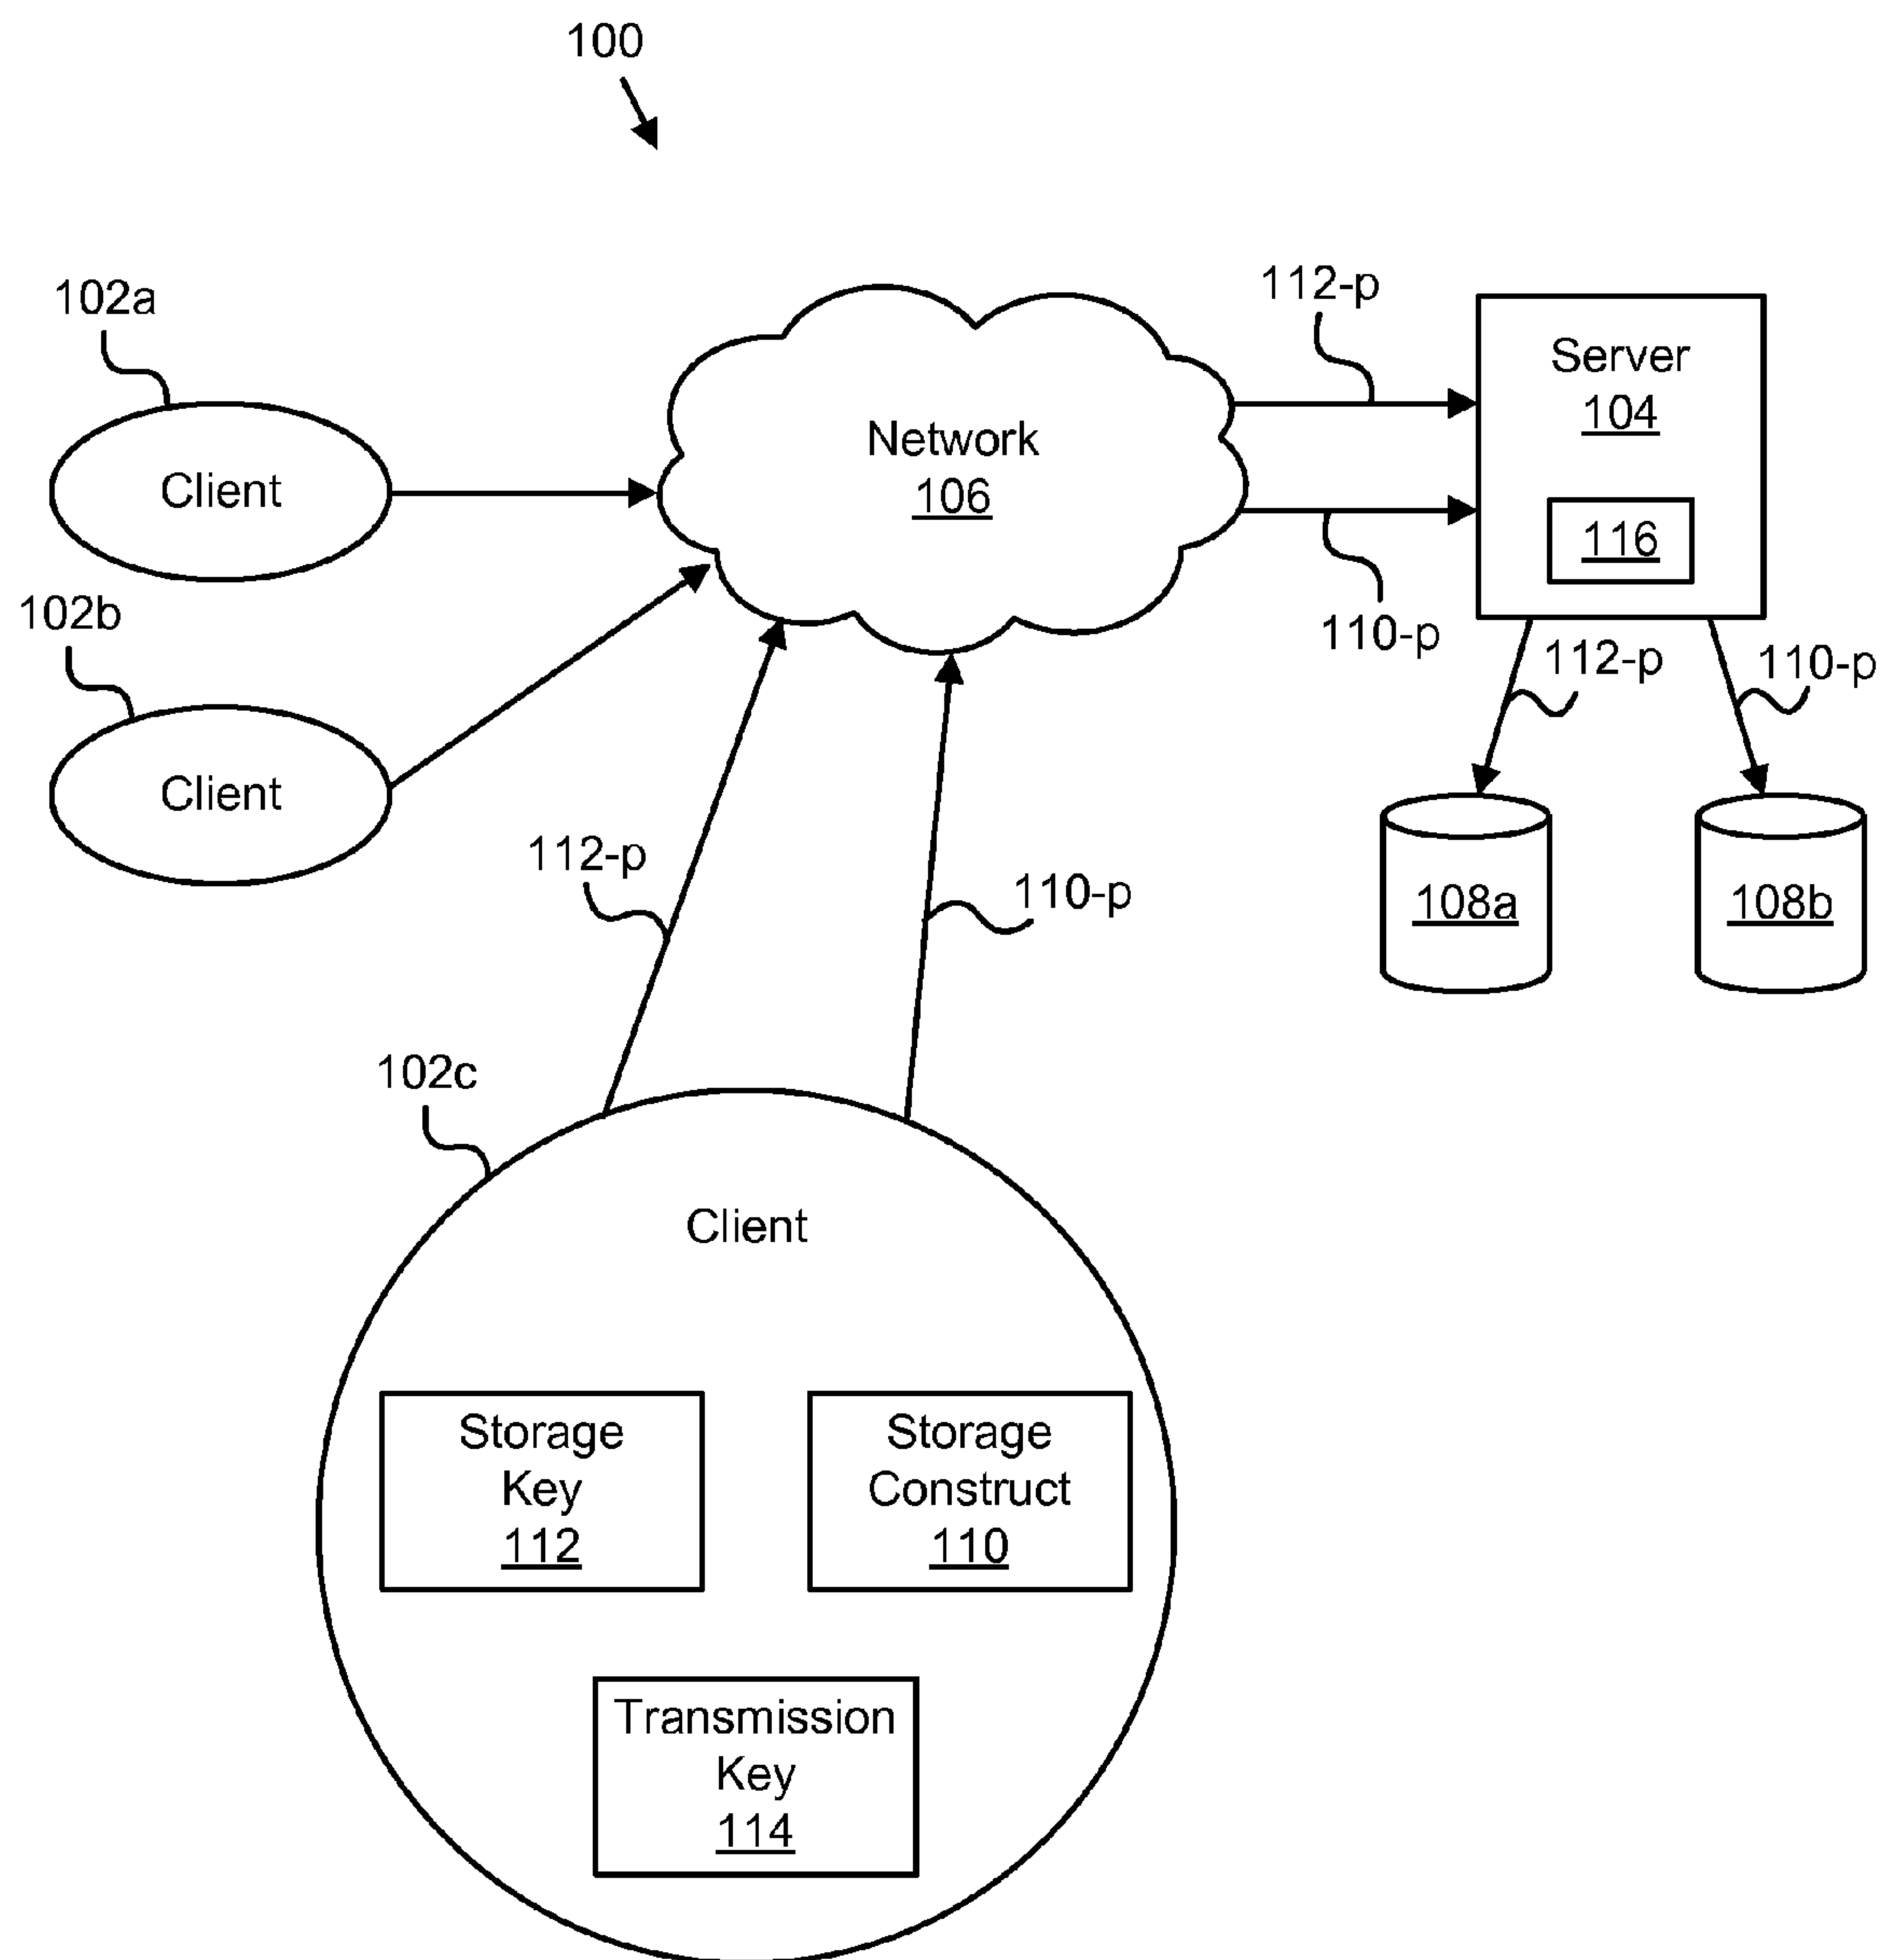 100
102a
112-p
Server
104
Network
106
Client
116
102b
110-p
112-p
110-p
Client
112-p
110-p
108a
108b
102c
Client
Storage
Key
112
Storage
Construct
110
Transmission
Key
114